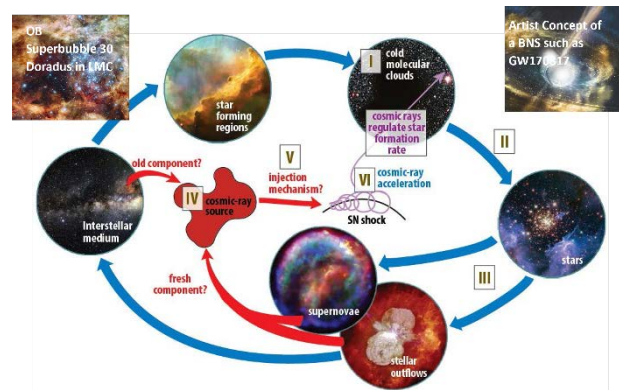 OB
Superbubble 30
Doradus in LMC
Artist Concept of
a BNS such as
GW170817
star
forming
regions
I
cold
molecular
clouds
cosmic rays
regulate star
formation
rate
II
old component?
V
injection
mechanism?
VI
cosmic-ray
acceleration
IV
cosmic-ray
source
SN shock
Interstellar
medium
stars
III
fresh
component?
supernovae
stellar
outflows